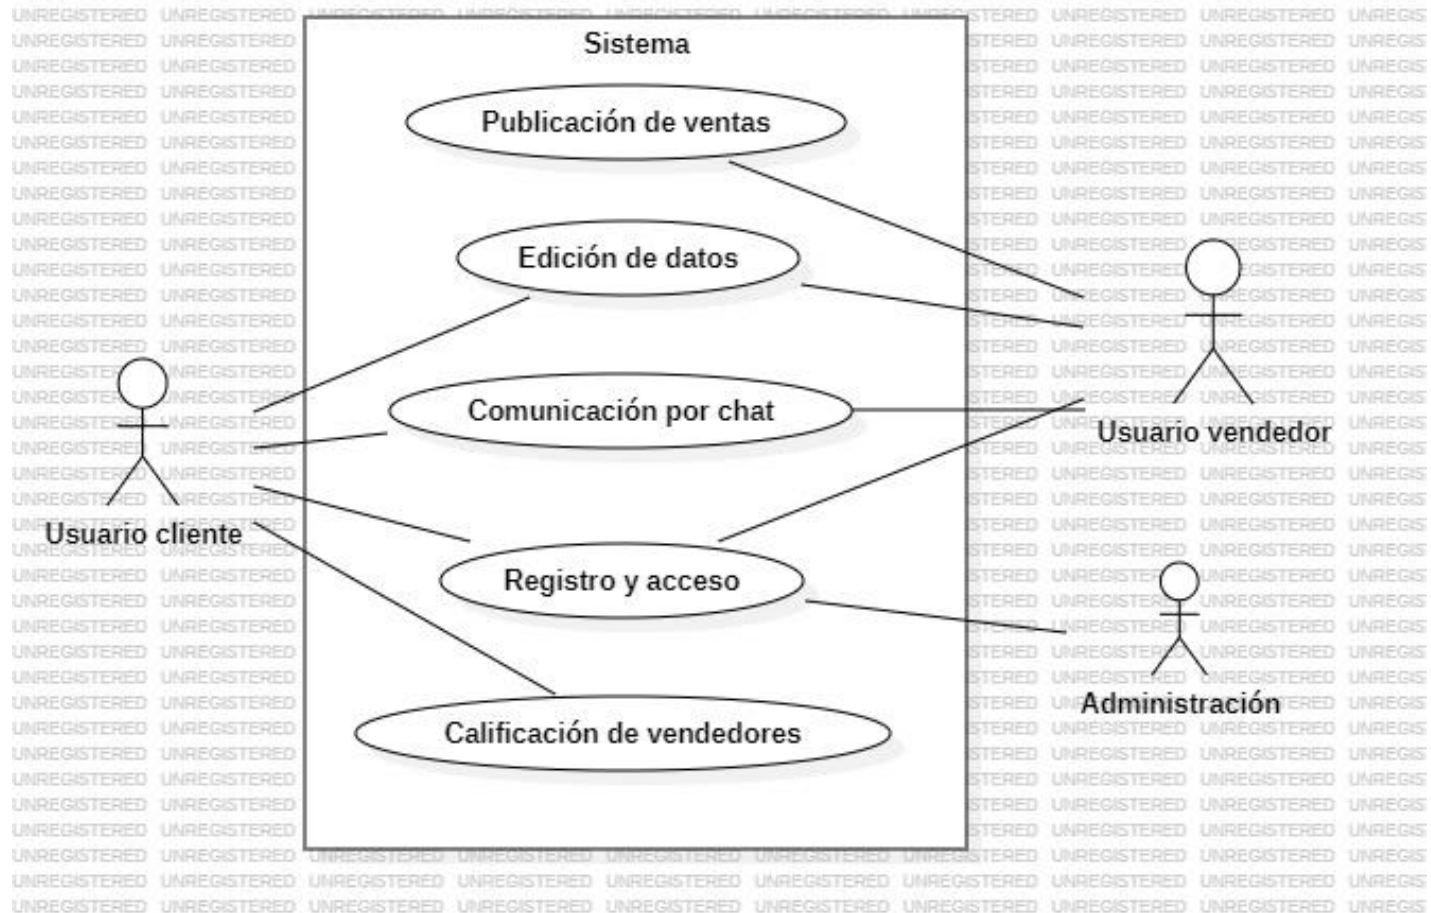 Sistema
Publicación de ventas
Edición de datos
Comunicación por chat
Usuario vendedor
Usuario cliente
Registro y acceso
Administración
Calificación de vendedores
UNREGISTERED